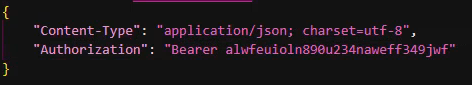 {
"Content-Type": "application/json; charset=utf-8",
"Authorization": "Bearer alwfeuioln890u234naweff349jwf"
}